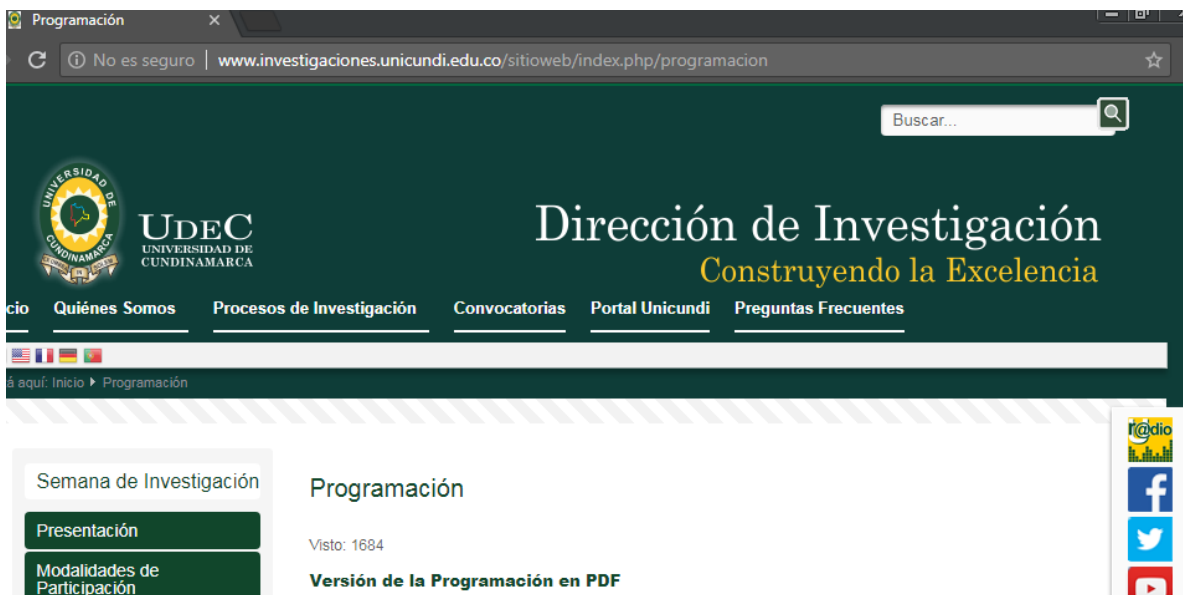 Programación
No es seguro | www.investigaciones.unicundi.edu.co/sitioweb/index.php/programacion
Buscar...
UNIVERSIDAD DE CUNDINAMARCA
UDEC
UNIVERSIDAD DE
CUNDINAMARCA
Dirección de Investigación
Construyendo la Excelencia
cio Quiénes Somos Procesos de Investigación Convocatorias Portal Unicundi Preguntas Frecuentes
á aquí: Inicio Programación
r@dio
Semana de Investigación
Programación
Presentación
Visto: 1684
Modalidades de
Participación
Versión de la Programación en PDF